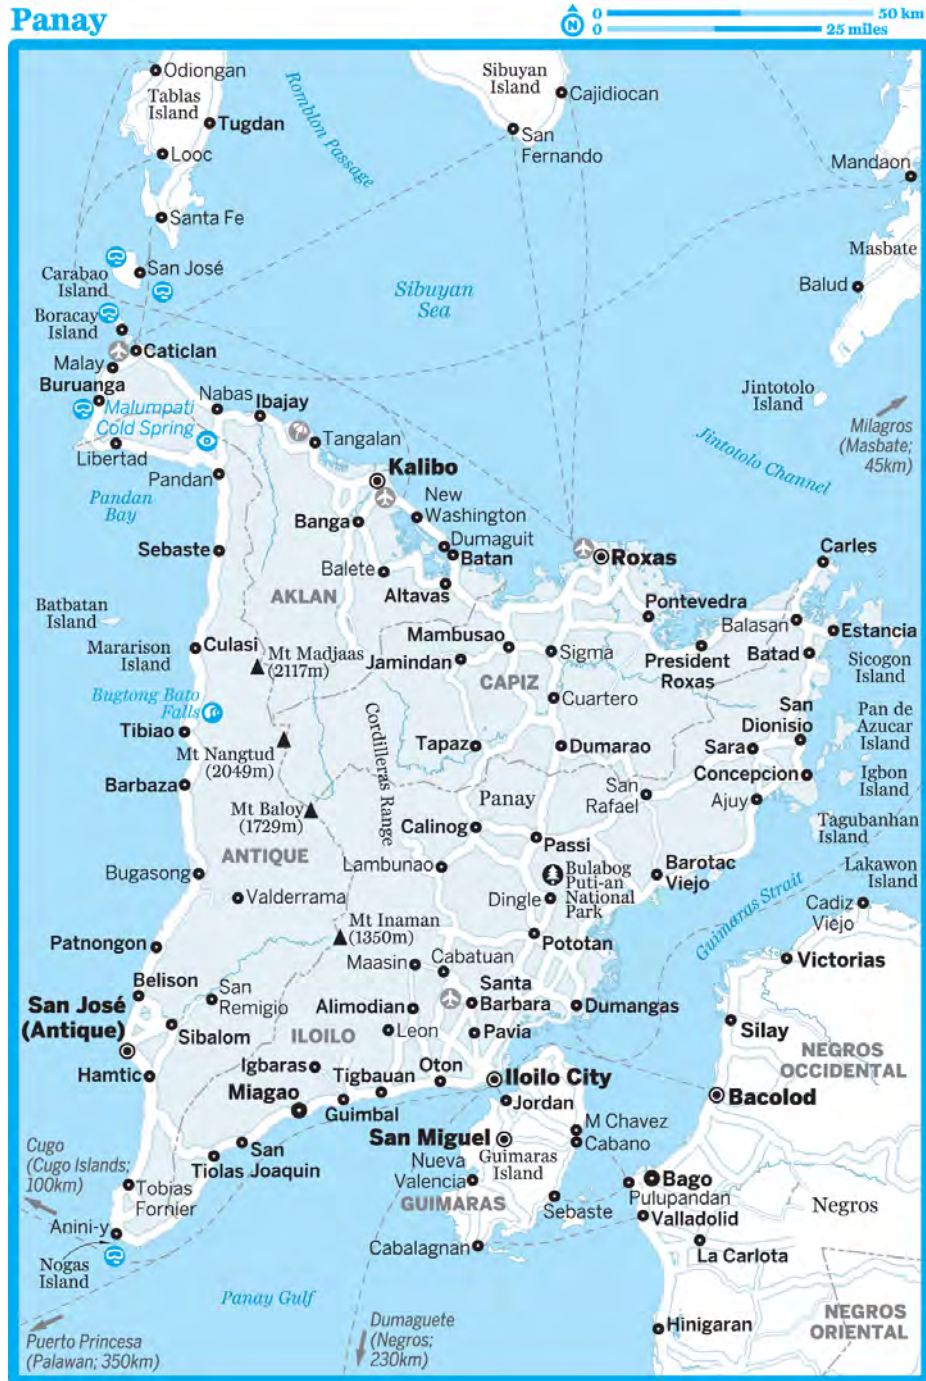 Panay
N
0
50 km
0
25 miles
Odiongan
Tablas
Island
Tugdan
Looc
Santa Fe
Romblon Passage
Sibuyan
Island
Cajidiocan
San
Fernando
Mandaon
Masbate
Balud
Carabao
Island
San José
Sibuyan
Sea
Boracay
Island
Caticlan
Malay
Buruanga
Nabas
Ibajay
Malumpati
Cold Spring
Tangalan
Libertad
Pandan
Kalibo
Jintotolo
Island
Milagros
(Masbate;
45km)
Jintotolo Channel
Pandan
Bay
New
Washington
Banga
Dumaguit
Batan
Sebaste
Balete
Altavas
AKLAN
Roxas
Carles
Pontevedra
Balasan
Estancia
Batbatan
Island
Mararison
Island
Culasi
Mt Madjaas
(2117m)
Mambusao
Jamindan
Sigma
President
Roxas
Batad
Sicogon
Island
CAPIZ
Cuartero
Bugtong Bato
Falls
Tibiao
Mt Nangtud
(2049m)
Cordilleras Range
Tapaz
Dumarao
San
Dionisio
Sara
Pan de
Azucar
Island
Barbaza
Mt Baloy
(1729m)
Panay
San
Rafael
Concepcion
Ajuy
Igbon
Island
Tagubanhan
Island
Calinog
Passi
ANTIQUE
Bugasong
Lambunao
Bulabog
Puti-an
National
Park
Barotac
Viejo
Lakawon
Island
Valderrama
Dingle
Cadiz
Viejo
Guimaras Strait
Mt Inaman
(1350m)
Patnongon
Pototan
Maasin
Cabatuan
Victorias
Belison
San
Remigio
Santa
Barbara
San José
(Antique)
Alimodian
Dumangas
Sibalom
ILOILO
Leon
Pavia
Silay
NEGROS
OCCIDENTAL
Hamtic
Igbaras
Tigbauan
Oton
Iloilo City
Miagao
Guimbal
Jordan
Bacolod
San Miguel
M Chavez
Cabano
Guimaras
Island
San
Joaquin
Tiolas
Cugo
(Cugo Islands;
100km)
Tobias
Fornier
Nueva
Valencia
GUIMARAS
Sebaste
Bago
Pulupandan
Valladolid
Negros
Anini-y
Nogas
Island
Cabalagnan
La Carlota
Panay Gulf
Puerto Princesa
(Palawan; 350km)
Dumaguete
(Negros;
230km)
Hinigaran
NEGROS
ORIENTAL